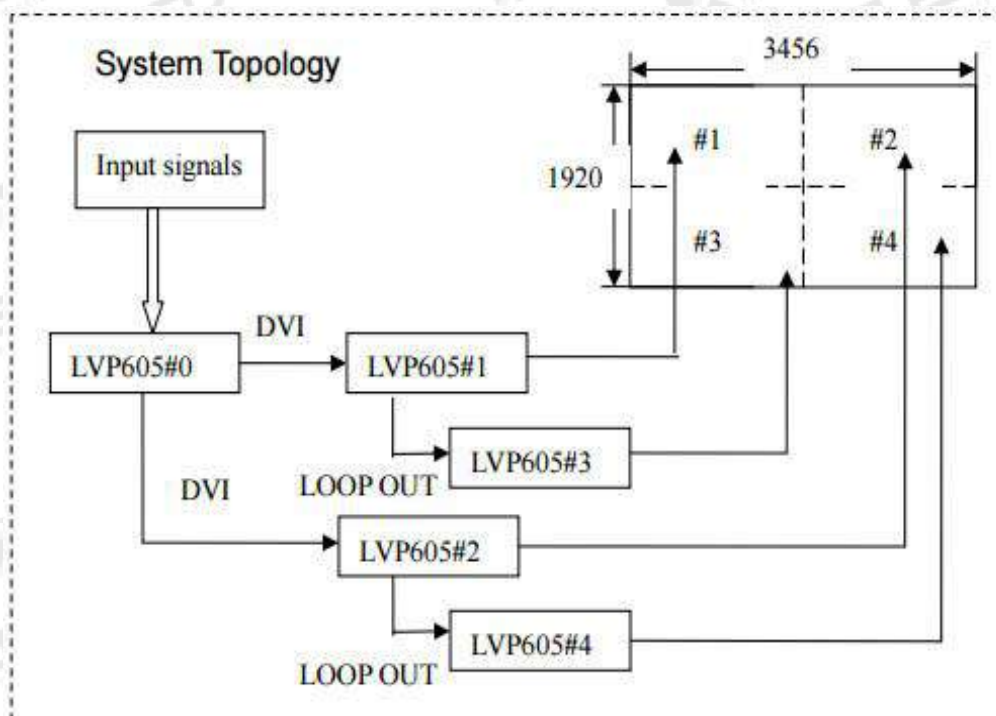 System Topology
3456
Input signals
#1
#2
1920
#3
#4
DVI
LVP605#0
LVP605#1
LVP605#3
LOOP OUT
DVI
LVP605#2
LVP605#4
LOOP OUT